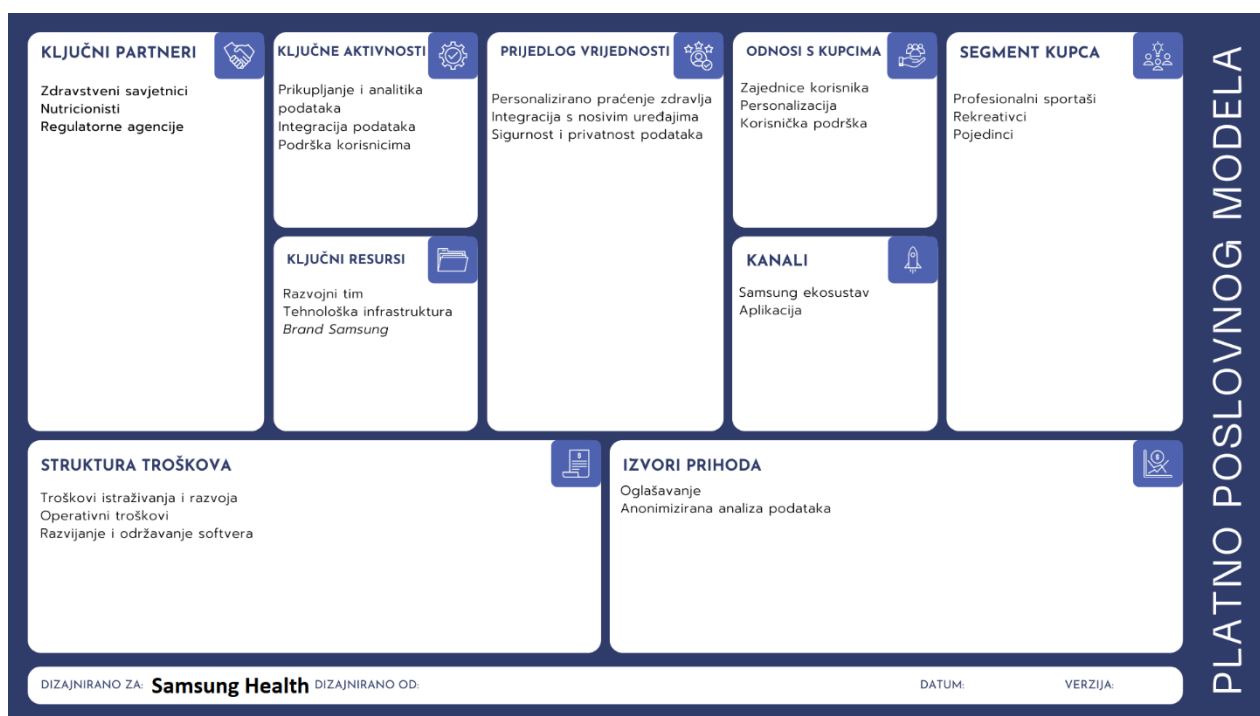 KLJUČNI PARTNERI
Zdravstveni savjetnici
Nutricionisti
Regulatorne agencije
KLJUČNE AKTIVNOSTI
Prikupljanje i analitika
podataka
Integracija podataka
Podrška korisnicima
KLJUČNI RESURSI
Razvojni tim
Tehnološka infrastruktura
Brand Samsung
PRIJEDLOG VRIJEDNOSTI
Personalizirano praćenje zdravlja
Integracija s nosivim uređajima
Sigurnost i privatnost podataka
ODNOSI S KUPCIMA
Zajednice korisnika
Personalizacija
Korisnička podrška
KANALI
Samsung ekosustav
Aplikacija
SEGMENT KUPCA
Profesionalni sportaši
Rekreativci
Pojedinci
STRUKTURA TROŠKOVA
Troškovi istraživanja i razvoja
Operativni troškovi
Razvijanje i održavanje softvera
IZVORI PRIHODA
Oglašavanje
Anonimizirana analiza podataka
DIZAJNIRANO ZA: Samsung Health DIZAJNIRANO OD: DATUM: VERZIJA:
PLATNO POSLOVNOG MODELA